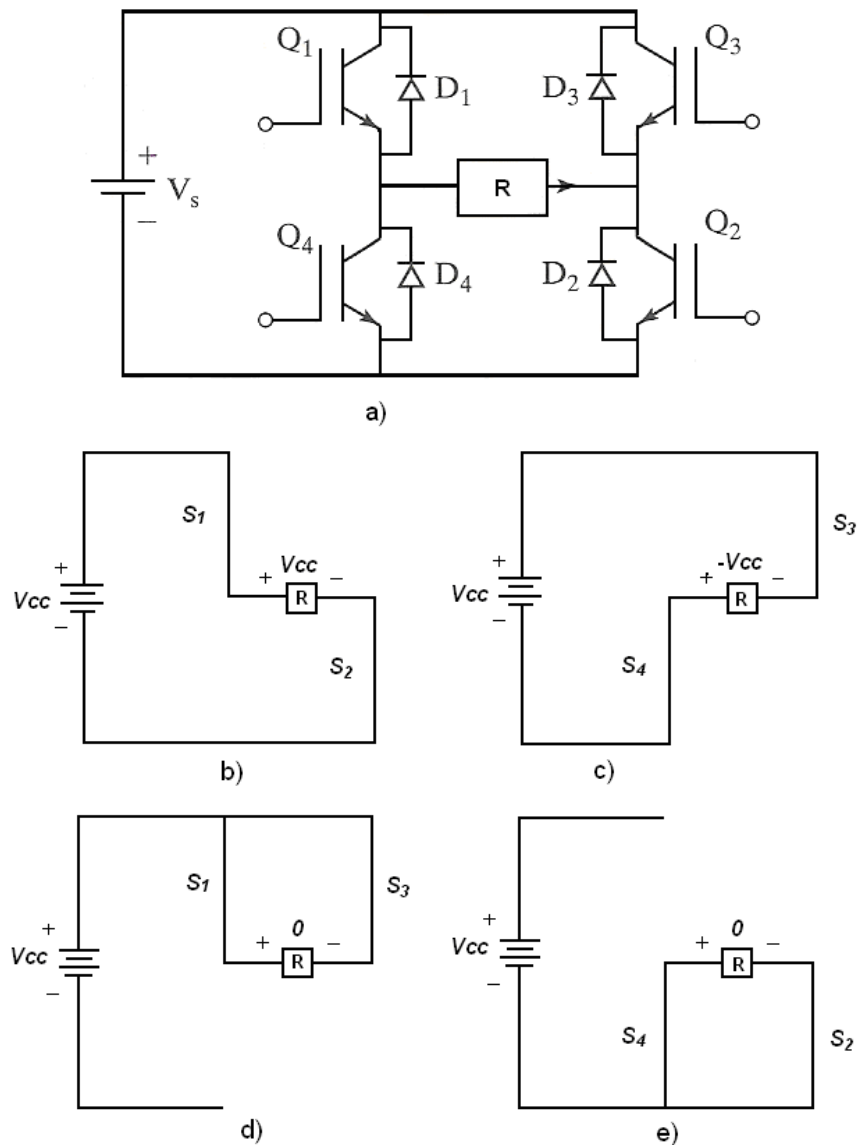 Q1 Q3
D1 D3
+
Vs
R
−
Q4 Q2
D4 D2
a)
S1
S3
+ Vcc
+ −
R
Vcc
−
S2
b)
+ -Vcc
+ −
R
Vcc
−
S4
c)
S1
S3
+ 0
+ −
R
Vcc
−
d)
+ 0
+ −
R
Vcc
−
S4
S2
e)